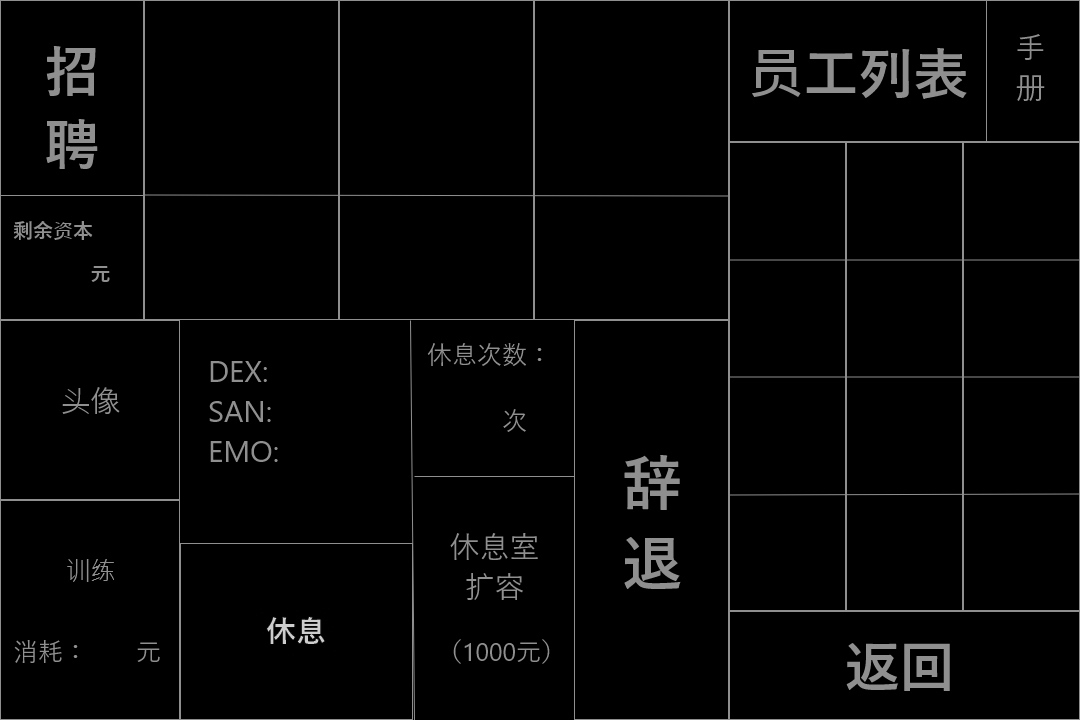 招
聘
员工列表
手
册
剩余资本
元
头像
DEX:
SAN:
EMO:
休息次数：
次
辞
退
训练
消耗： 元
休息
休息室
扩容
（1000元）
返回